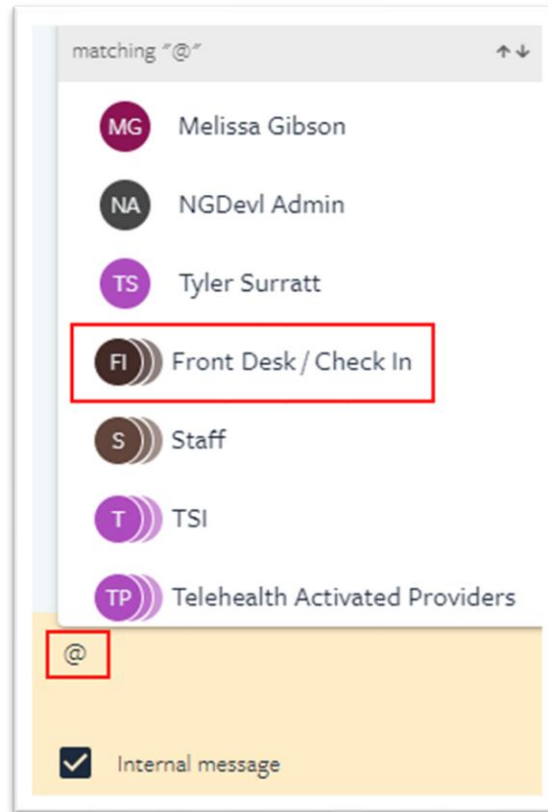 matching "@"
MG Melissa Gibson
NA NGDevl Admin
TS Tyler Surratt
FI Front Desk / Check In
S Staff
T TSI
TP Telehealth Activated Providers
@
Internal message